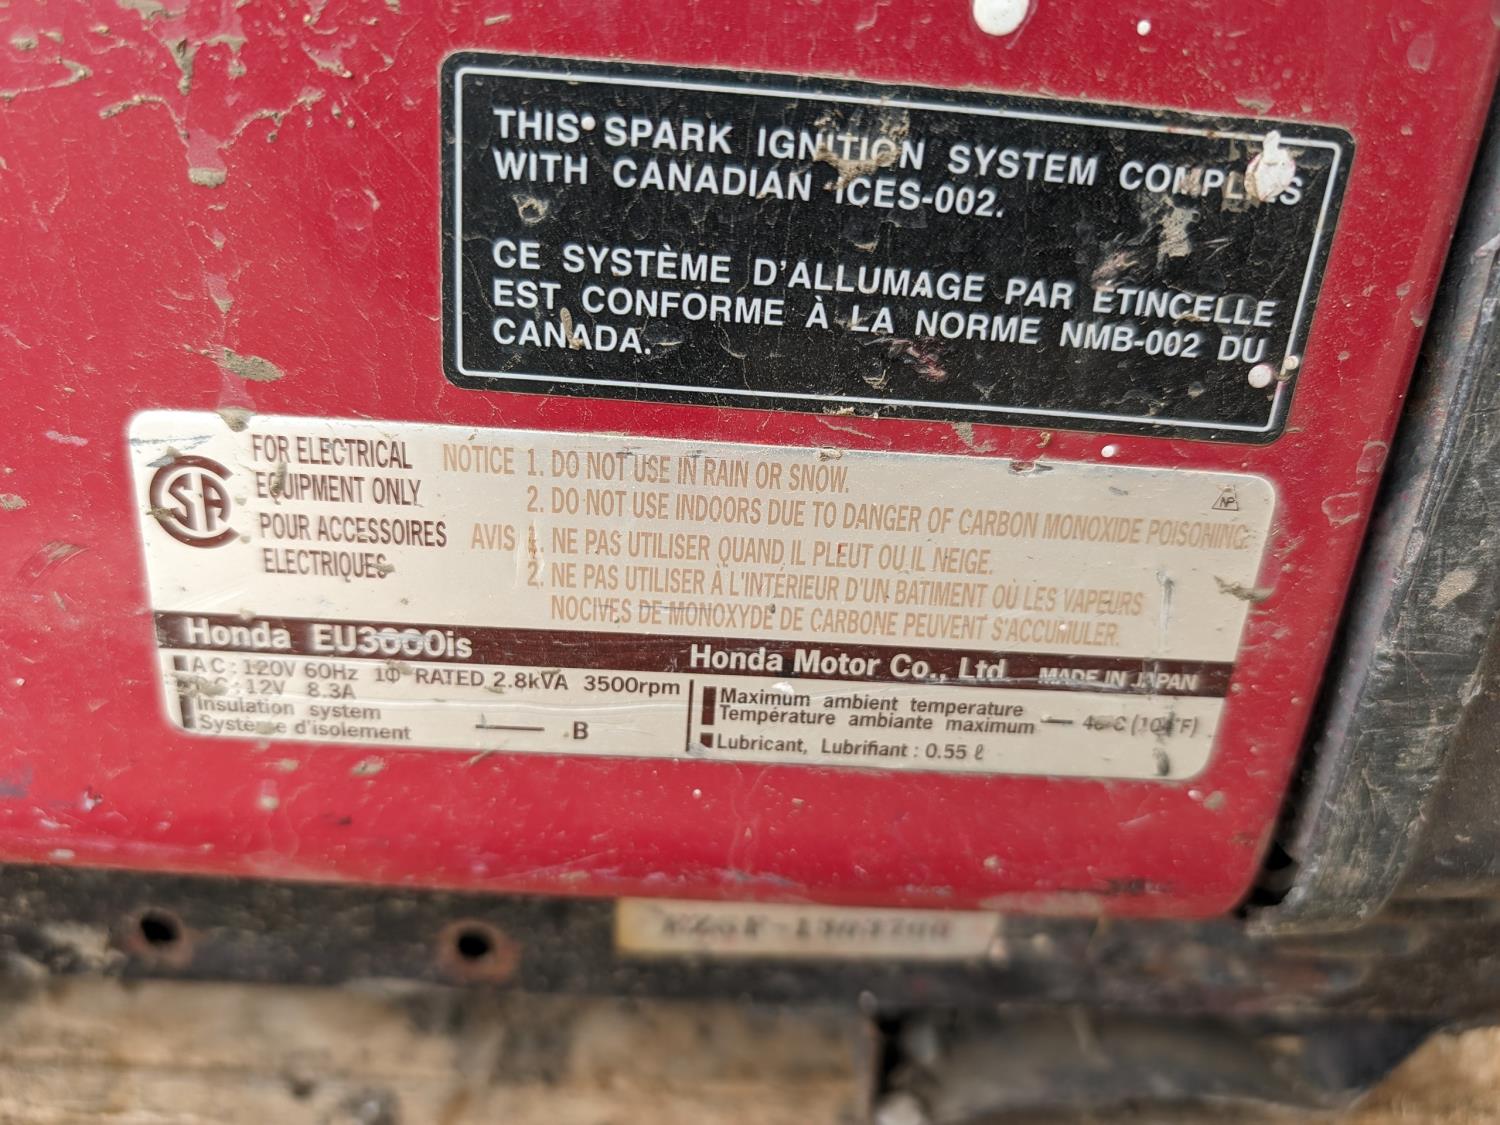 THIS SPARK IGNITION SYSTEM COMPLIES
WITH CANADIAN ICES-002.
CE SYSTÈME D'ALLUMAGE PAR ÉTINCELLE
EST CONFORME À LA NORME NMB-002 DU
CANADA.
FOR ELECTRICAL
EQUIPMENT ONLY
POUR ACCESSOIRES
ELECTRIQUES
NOTICE 1. DO NOT USE IN RAIN OR SNOW.
2. DO NOT USE INDOORS DUE TO DANGER OF CARBON MONOXIDE POISONING.
AVIS 1. NE PAS UTILISER QUAND IL PLEUT OU IL NEIGE.
2. NE PAS UTILISER À L'INTÉRIEUR D'UN BATIMENT OÙ LES VAPEURS
NOCIVES DE MONOXYDE DE CARBONE PEUVENT S'ACCUMULER.
CSA
NP
Honda EU3000is
Honda Motor Co., Ltd. MADE IN JAPAN
AC : 120V 60Hz 1Φ RATED 2.8kVA 3500rpm
DC : 12V 8.3A
Insulation system
Système d'isolement — B
Maximum ambient temperature
Température ambiante maximum — 40°C (104°F)
Lubricant, Lubrifiant : 0.55 ℓ